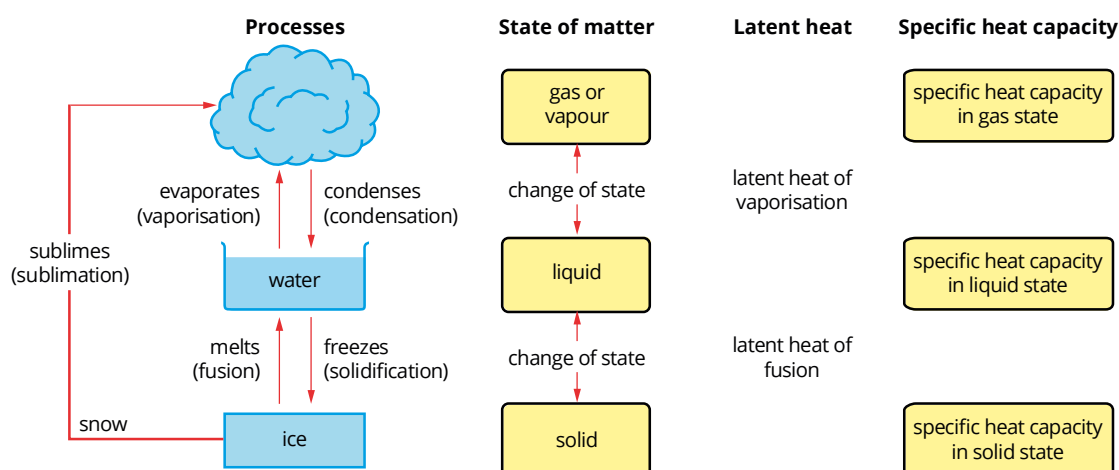 Processes
State of matter
Latent heat
Specific heat capacity
gas or
vapour
specific heat capacity
in gas state
evaporates
(vaporisation)
condenses
(condensation)
change of state
latent heat of
vaporisation
sublimes
(sublimation)
water
liquid
specific heat capacity
in liquid state
melts
(fusion)
freezes
(solidification)
change of state
latent heat of
fusion
snow
ice
solid
specific heat capacity
in solid state